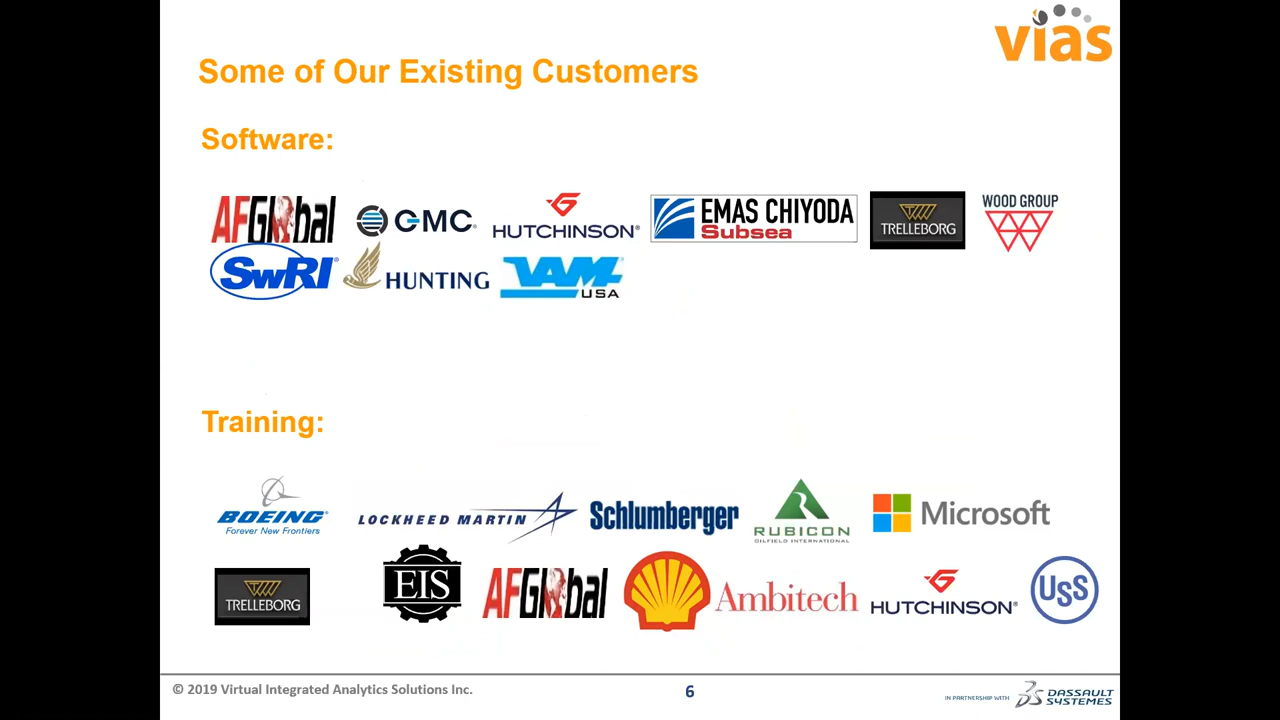 vias
Some of Our Existing Customers
Software:
AFGlobal GMC HUTCHINSON® EMAS CHIYODA Subsea TRELLEBORG WOOD GROUP
SwRI® HUNTING VAM USA
Training:
BOEING® Forever New Frontiers LOCKHEED MARTIN Schlumberger RUBICON OILFIELD INTERNATIONAL Microsoft
TRELLEBORG EIS AFGlobal Ambitech HUTCHINSON® USS
© 2019 Virtual Integrated Analytics Solutions Inc. 6 IN PARTNERSHIP WITH DASSAULT SYSTEMES